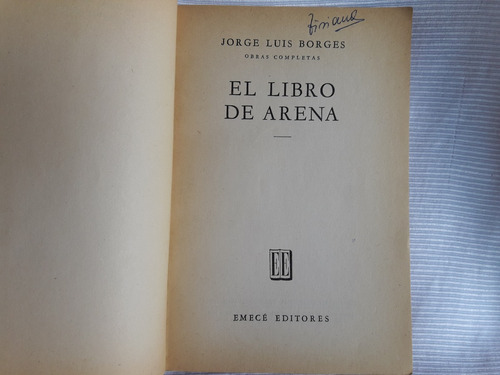 JORGE LUIS BORGES
OBRAS COMPLETAS
EL LIBRO
DE ARENA
EE
EMECÉ EDITORES